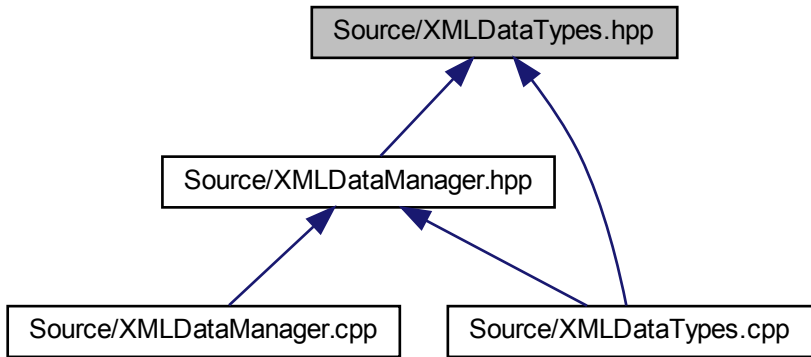 Source/XMLDataTypes.hpp
Source/XMLDataManager.hpp
Source/XMLDataManager.cpp
Source/XMLDataTypes.cpp